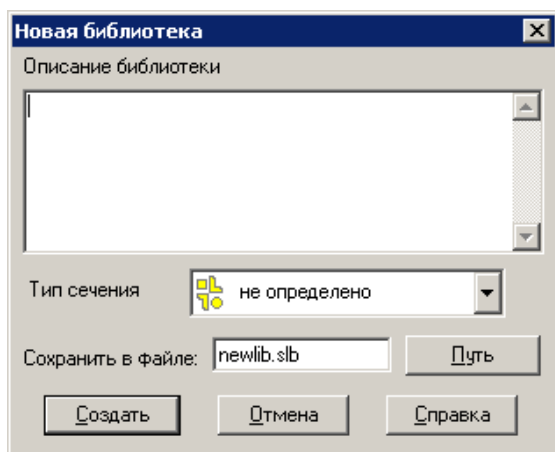 Новая библиотека
Описание библиотеки
Тип сечения не определено
Сохранить в файле: newlib.slb Путь
Создать Отмена Справка